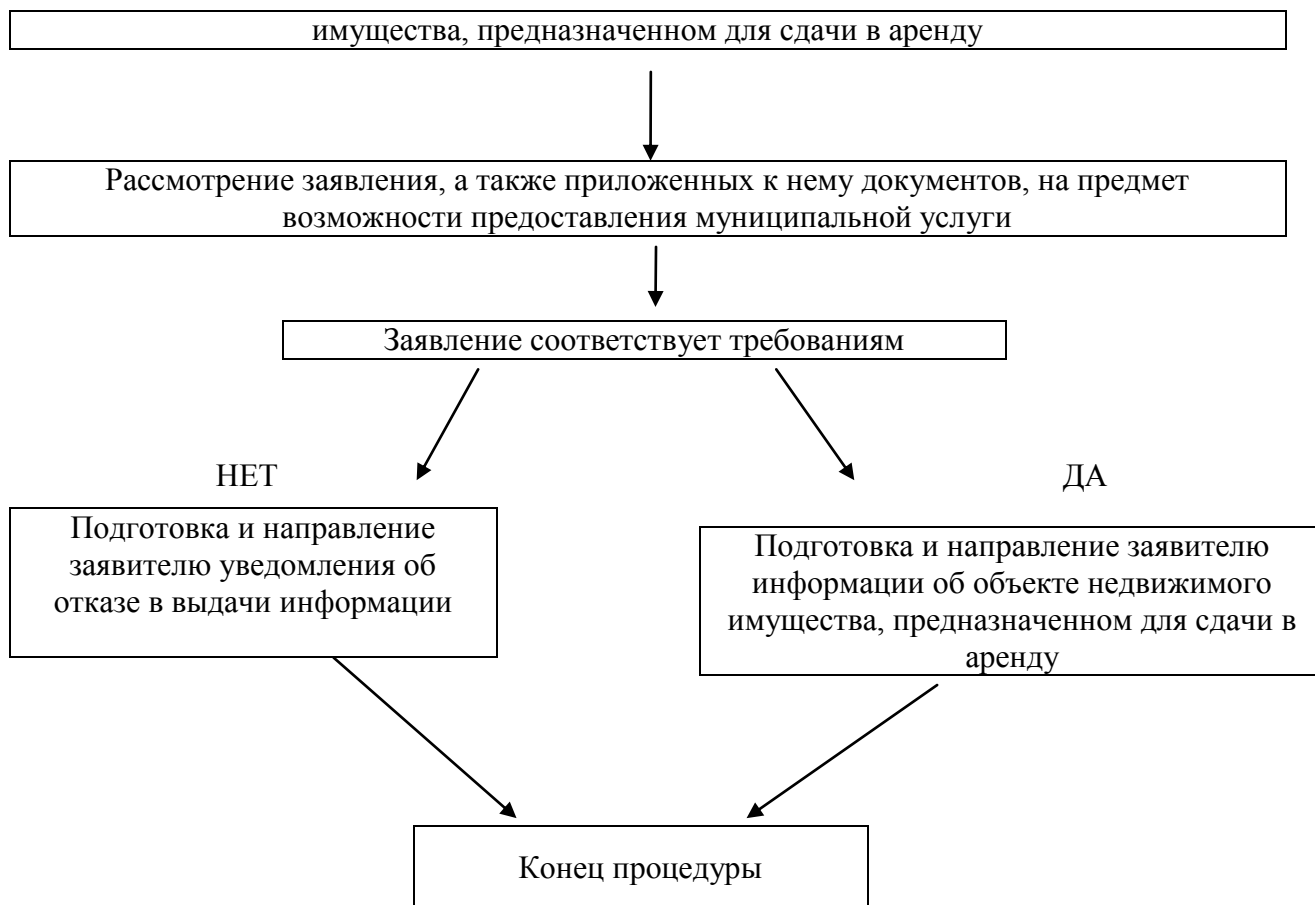 имущества, предназначенном для сдачи в аренду
Рассмотрение заявления, а также приложенных к нему документов, на предмет
возможности предоставления муниципальной услуги
Заявление соответствует требованиям
НЕТ
ДА
Подготовка и направление
заявителю уведомления об
отказе в выдачи информации
Подготовка и направление заявителю
информации об объекте недвижимого
имущества, предназначенном для сдачи в
аренду
Конец процедуры